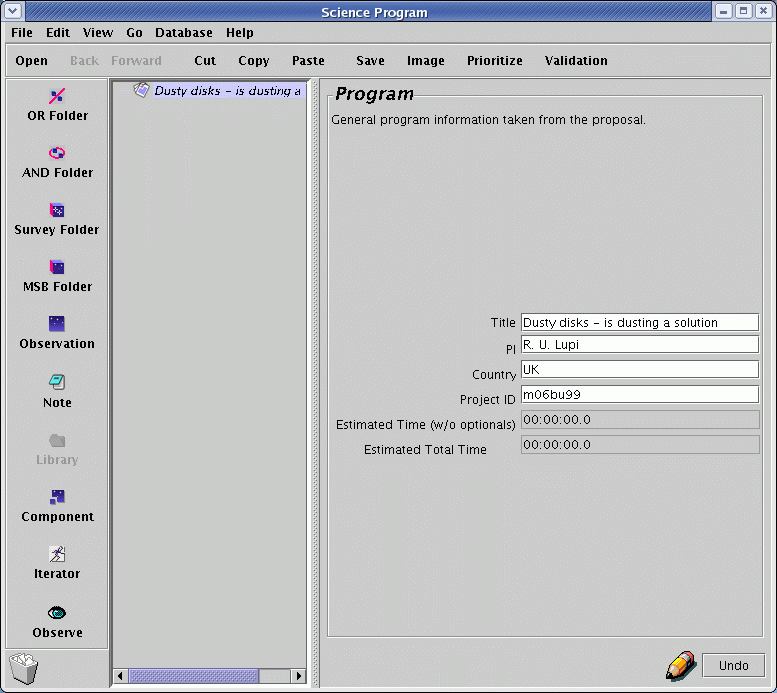 Science Program
File Edit View Go Database Help
Open Back Forward Cut Copy Paste Save Image Prioritize Validation
OR Folder
AND Folder
Survey Folder
MSB Folder
Observation
Note
Library
Component
Iterator
Observe
Dusty disks – is dusting a
Program
General program information taken from the proposal.
Title Dusty disks – is dusting a solution
PI R. U. Lupi
Country UK
Project ID m06bu99
Estimated Time (w/o optionals) 00:00:00.0
Estimated Total Time 00:00:00.0
Undo